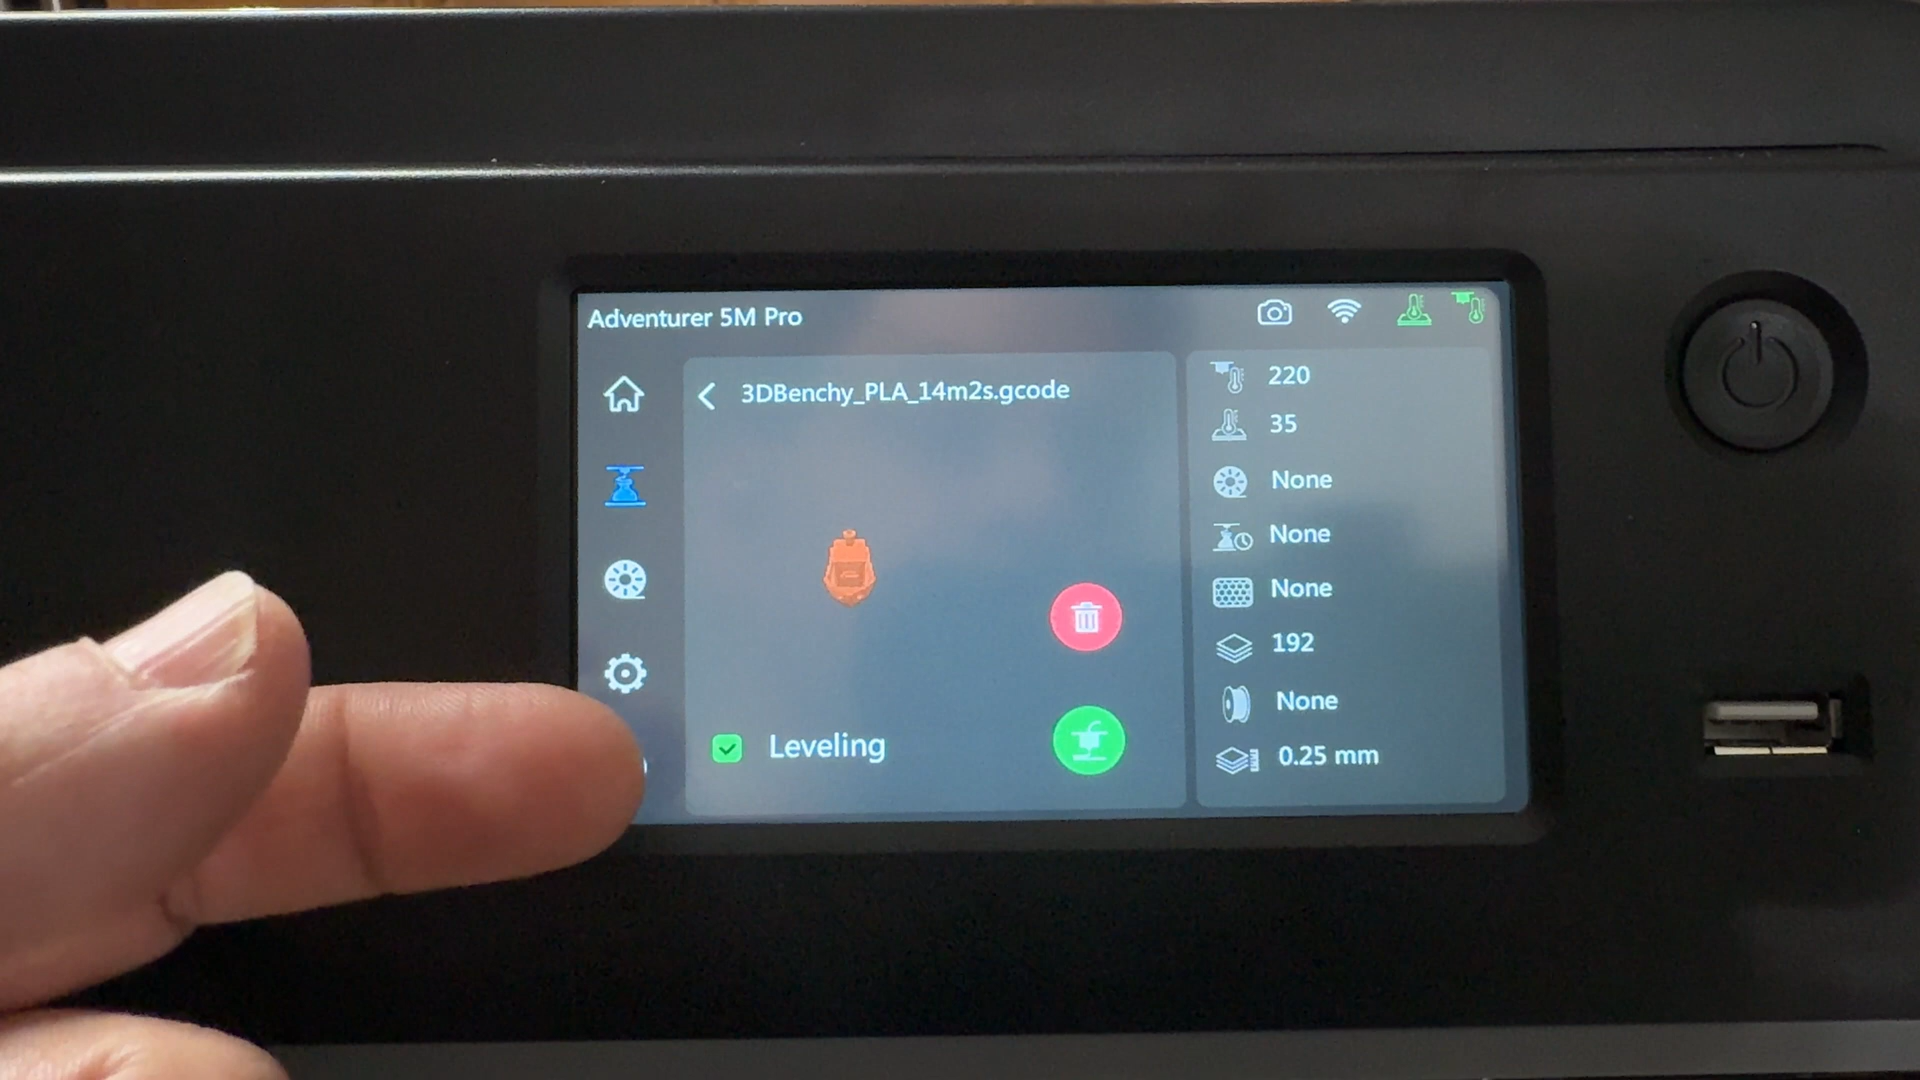 Adventurer 5M Pro
3DBenchy_PLA_14m2s.gcode
Leveling
220
35
None
None
None
192
None
0.25 mm